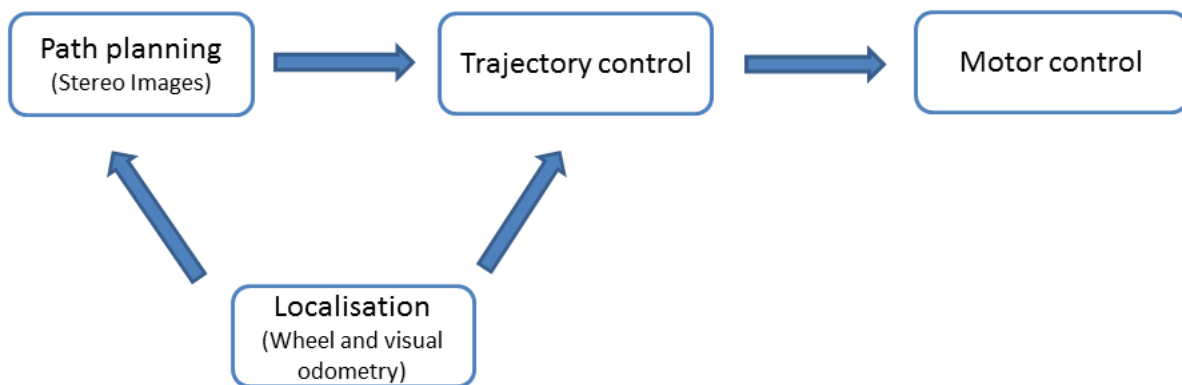 Path planning
(Stereo Images)
Trajectory control
Motor control
Localisation
(Wheel and visual
odometry)